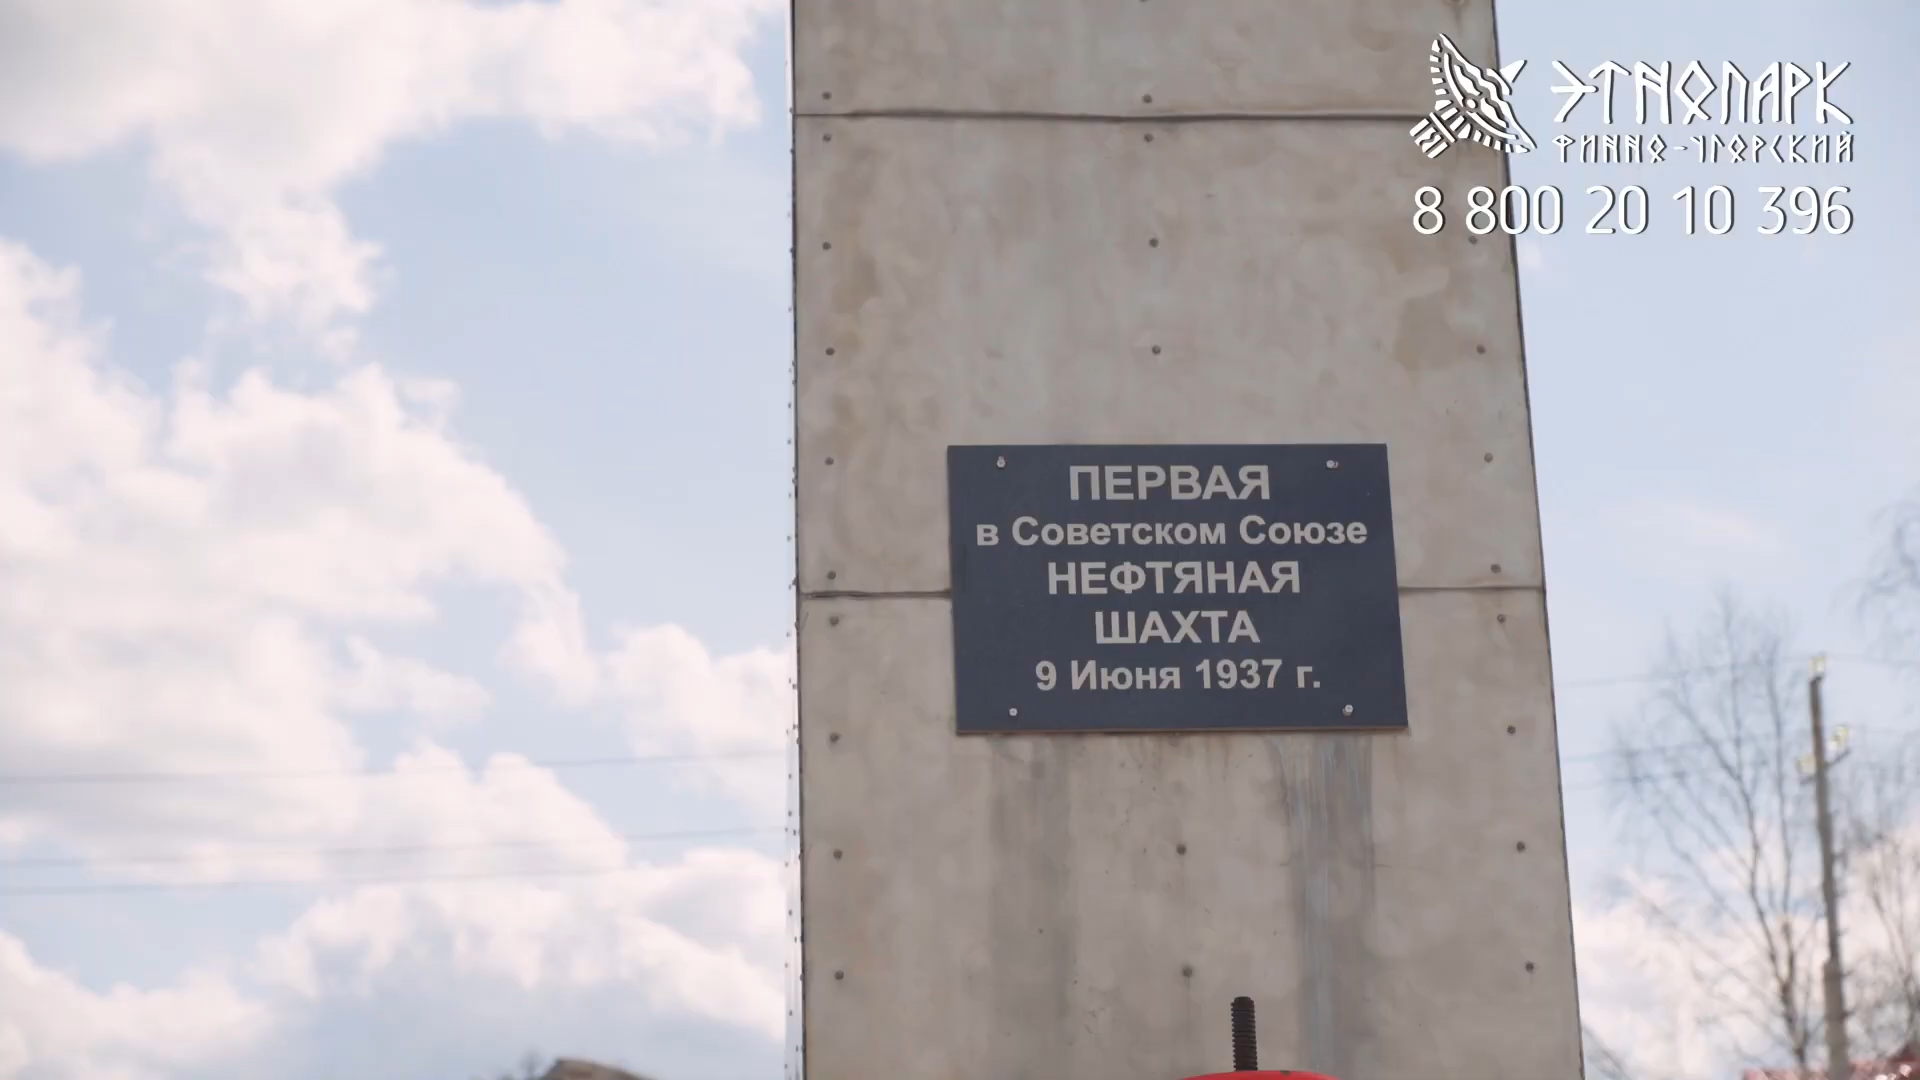 ЭТНОПАРК
ФИННО-УГОРСКИЙ
8 800 20 10 396
ПЕРВАЯ
в Советском Союзе
НЕФТЯНАЯ
ШАХТА
9 Июня 1937 г.